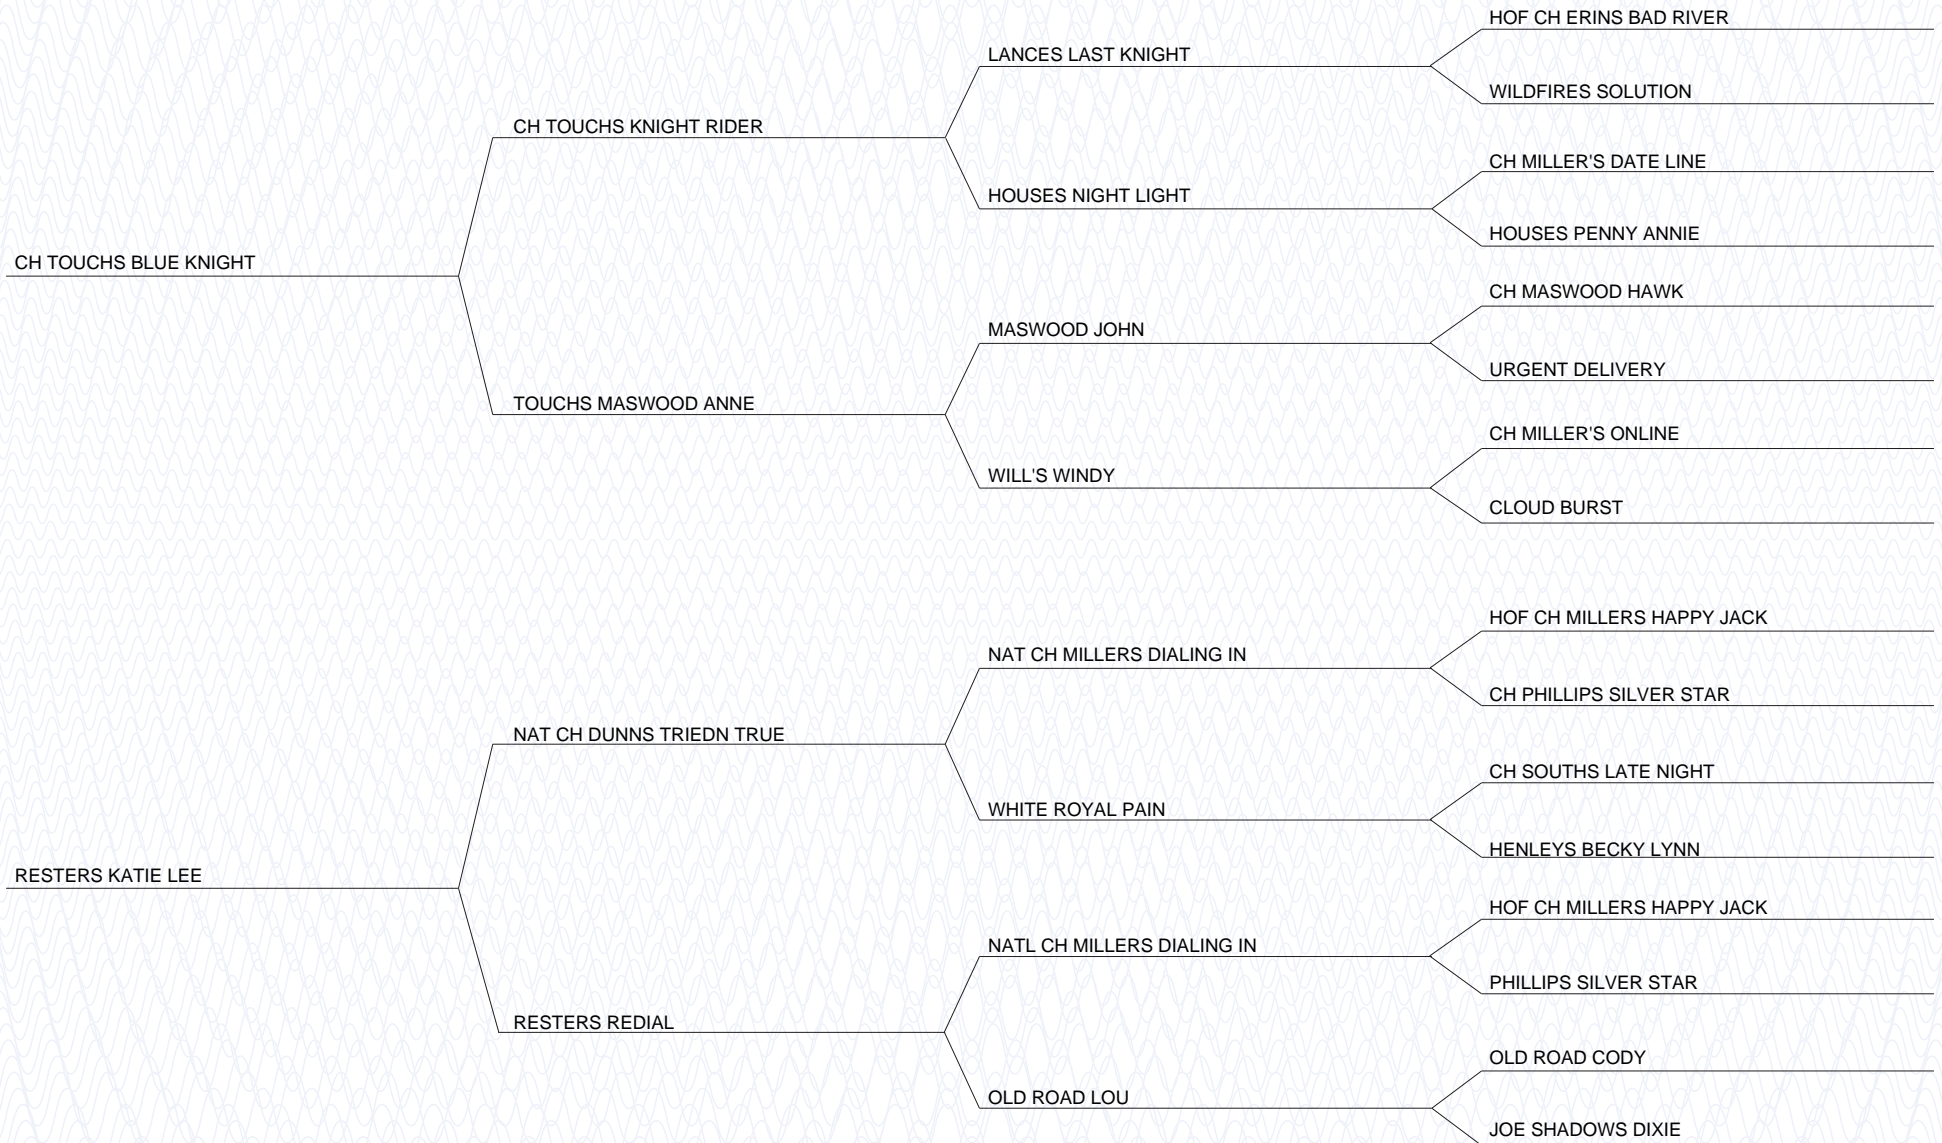 HOF CH ERINS BAD RIVER
LANCES LAST KNIGHT
WILDFIRES SOLUTION
CH TOUCHS KNIGHT RIDER
CH MILLER'S DATE LINE
HOUSES NIGHT LIGHT
HOUSES PENNY ANNIE
CH TOUCHS BLUE KNIGHT
CH MASWOOD HAWK
MASWOOD JOHN
URGENT DELIVERY
TOUCHS MASWOOD ANNE
CH MILLER'S ONLINE
WILL'S WINDY
CLOUD BURST
HOF CH MILLERS HAPPY JACK
NAT CH MILLERS DIALING IN
CH PHILLIPS SILVER STAR
NAT CH DUNNS TRIEDN TRUE
CH SOUTHS LATE NIGHT
WHITE ROYAL PAIN
HENLEYS BECKY LYNN
RESTERS KATIE LEE
HOF CH MILLERS HAPPY JACK
NATL CH MILLERS DIALING IN
PHILLIPS SILVER STAR
RESTERS REDIAL
OLD ROAD CODY
OLD ROAD LOU
JOE SHADOWS DIXIE